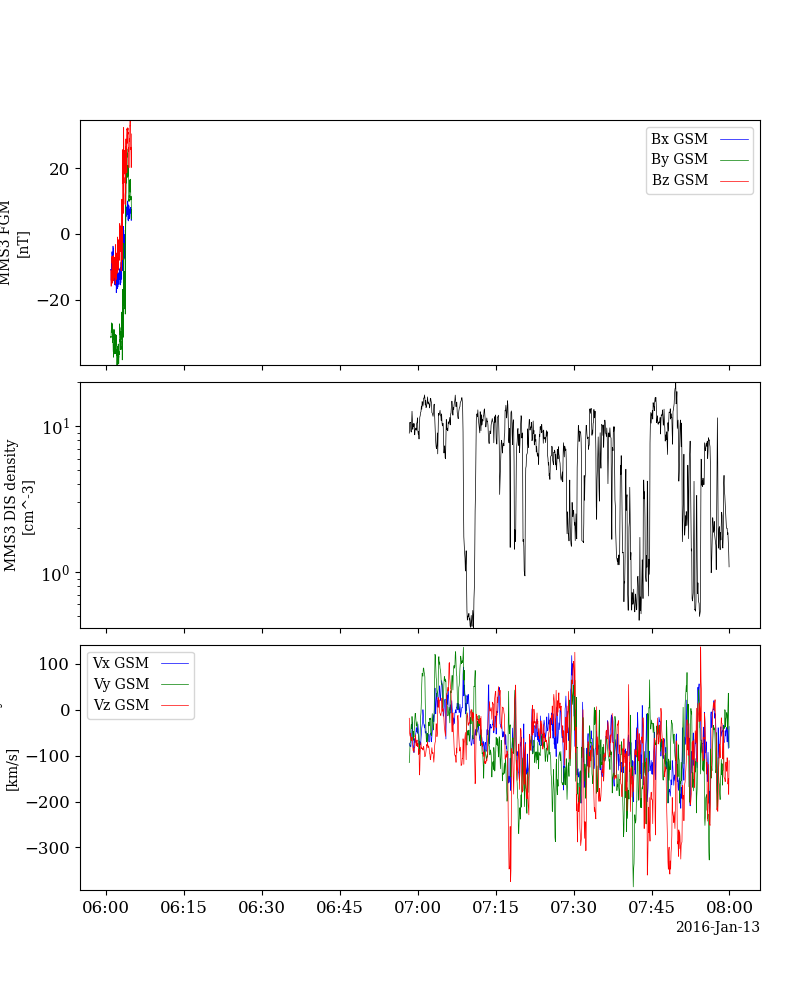 MMS3 FGM
[nT]
20
0
−20
Bx GSM
By GSM
Bz GSM
MMS3 DIS density
[cm^-3]
10^1
10^0
[km/s]
100
0
−100
−200
−300
Vx GSM
Vy GSM
Vz GSM
06:00 06:15 06:30 06:45 07:00 07:15 07:30 07:45 08:00
2016-Jan-13